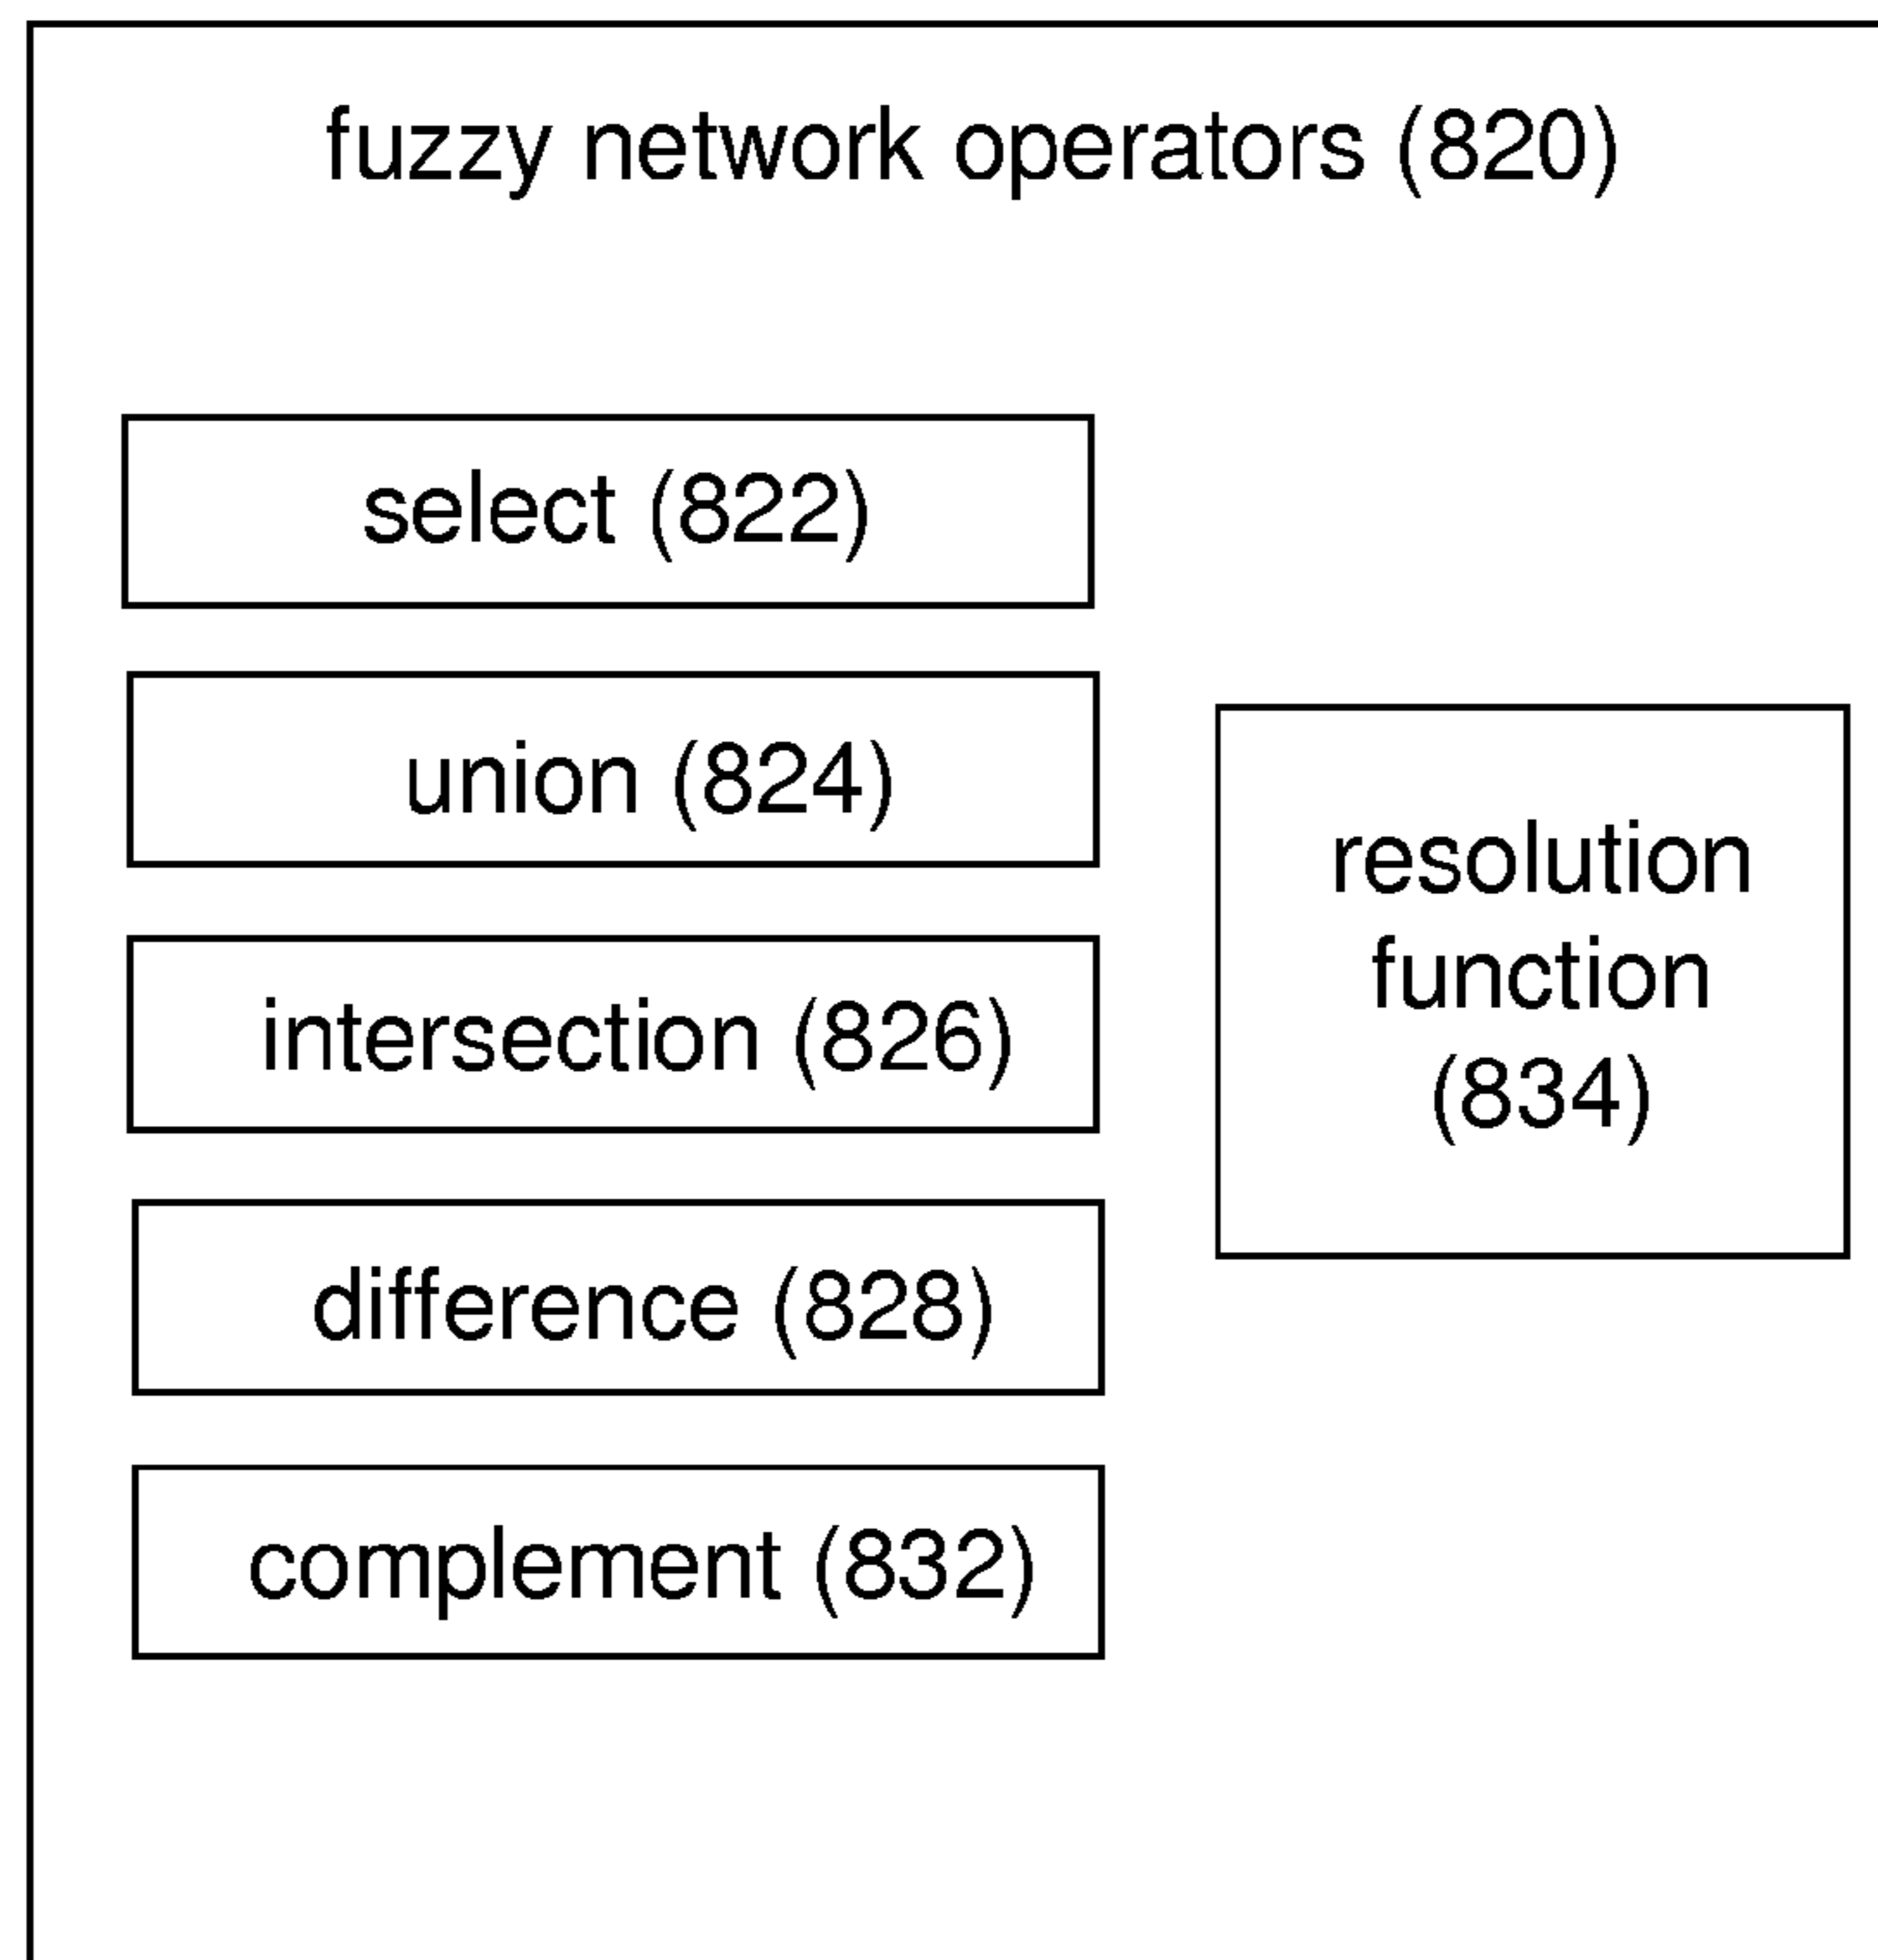 fuzzy network operators (820)
select (822)
union (824)
intersection (826)
difference (828)
complement (832)
resolution
function
(834)